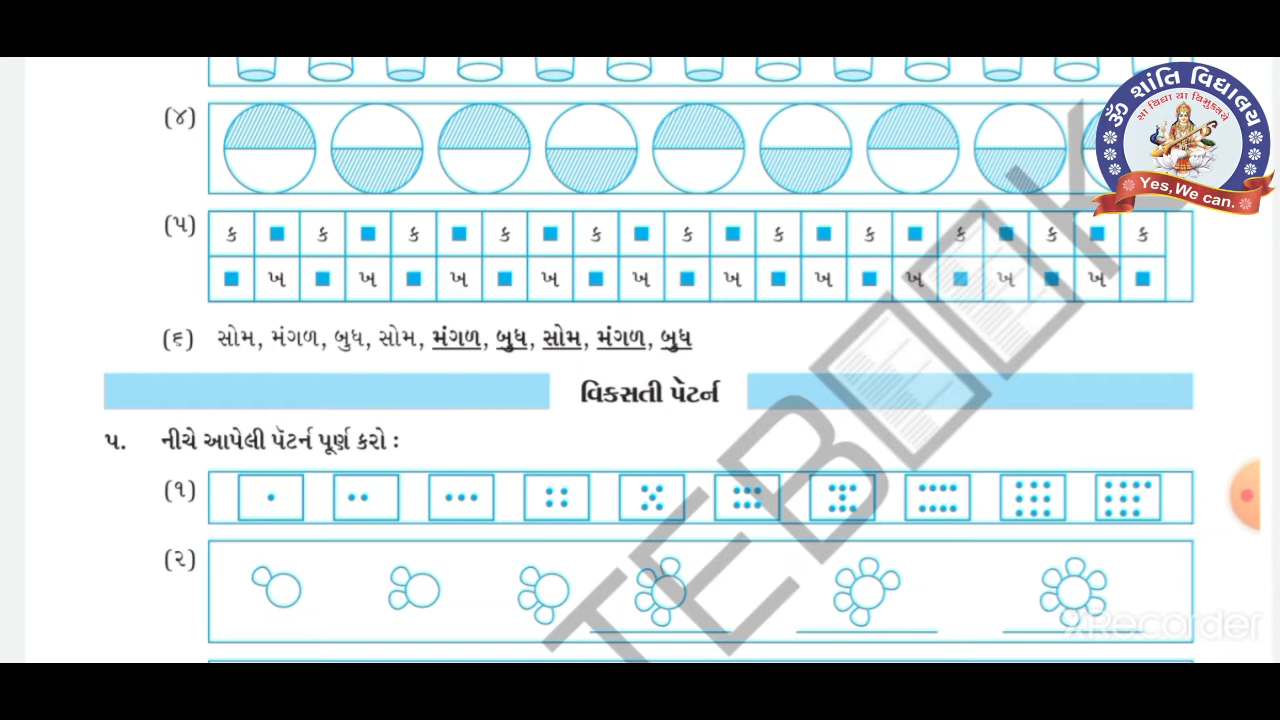 ૐ શાંતિ વિદ્યાલય
સા વિદ્યા યા વિમુક્તયે
Yes, We can.
(૪)
(૫) ક ક ક ક ક ક ક ક ક ક ક
ખ ખ ખ ખ ખ ખ ખ ખ ખ ખ
(૬) સોમ, મંગળ, બુધ, સોમ, મંગળ, બુધ, સોમ, મંગળ, બુધ
વિકસતી પેટર્ન
૫. નીચે આપેલી પૅટર્ન પૂર્ણ કરો :
(૧)
(૨)
TEBOOK
XRecorder